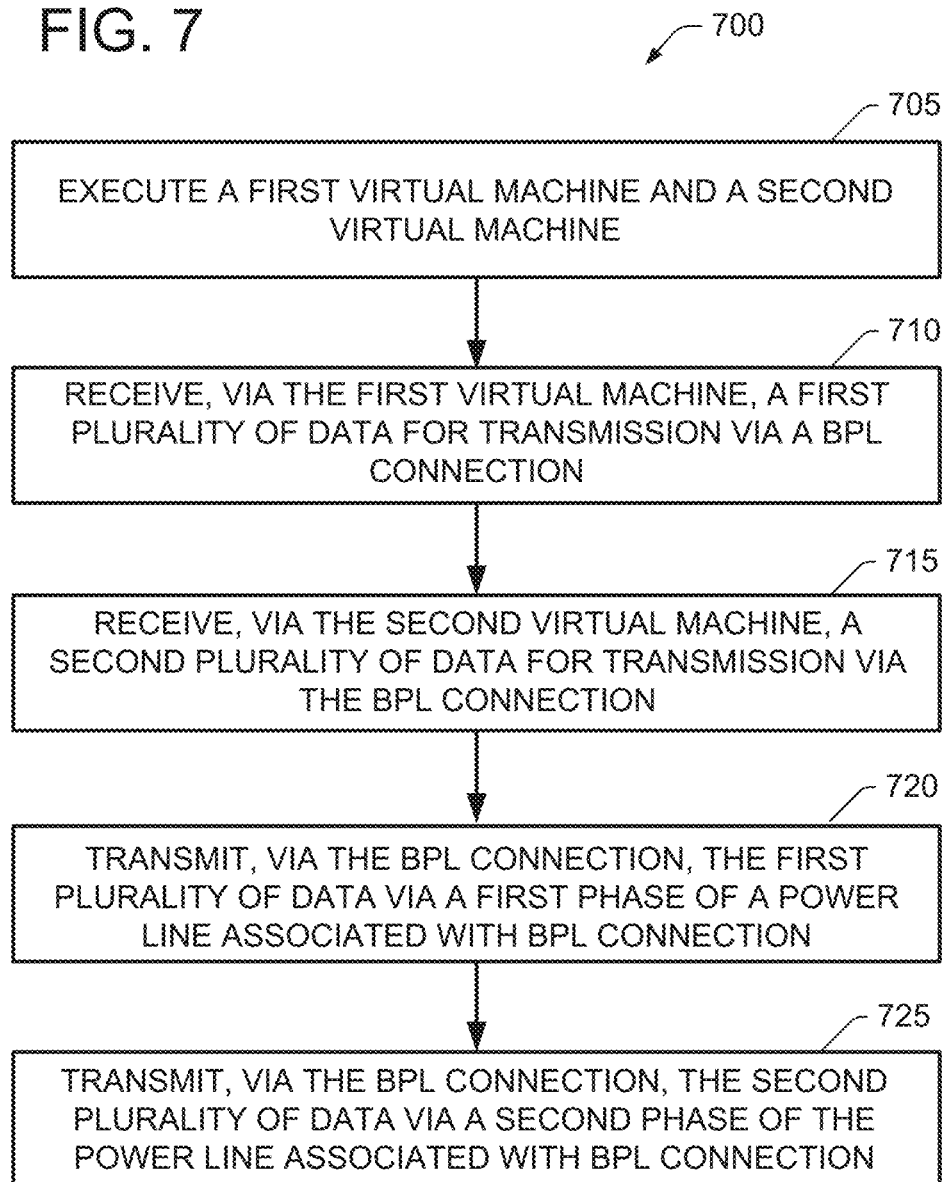 FIG. 7
700
705
EXECUTE A FIRST VIRTUAL MACHINE AND A SECOND
VIRTUAL MACHINE
710
RECEIVE, VIA THE FIRST VIRTUAL MACHINE, A FIRST
PLURALITY OF DATA FOR TRANSMISSION VIA A BPL
CONNECTION
715
RECEIVE, VIA THE SECOND VIRTUAL MACHINE, A
SECOND PLURALITY OF DATA FOR TRANSMISSION VIA
THE BPL CONNECTION
720
TRANSMIT, VIA THE BPL CONNECTION, THE FIRST
PLURALITY OF DATA VIA A FIRST PHASE OF A POWER
LINE ASSOCIATED WITH BPL CONNECTION
725
TRANSMIT, VIA THE BPL CONNECTION, THE SECOND
PLURALITY OF DATA VIA A SECOND PHASE OF THE
POWER LINE ASSOCIATED WITH BPL CONNECTION